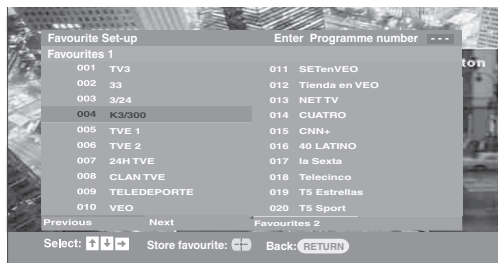 Favourite Set-up Enter Programme number - - -
Favourites 1
ton
001 TV3
002 33
003 3/24
004 K3/300
005 TVE 1
006 TVE 2
007 24H TVE
008 CLAN TVE
009 TELEDEPORTE
010 VEO
011 SETenVEO
012 Tienda en VEO
013 NET TV
014 CUATRO
015 CNN+
016 40 LATINO
017 la Sexta
018 Telecinco
019 T5 Estrellas
020 T5 Sport
Previous Next Favourites 2
Select: ↑ ↓ → Store favourite: Back: RETURN